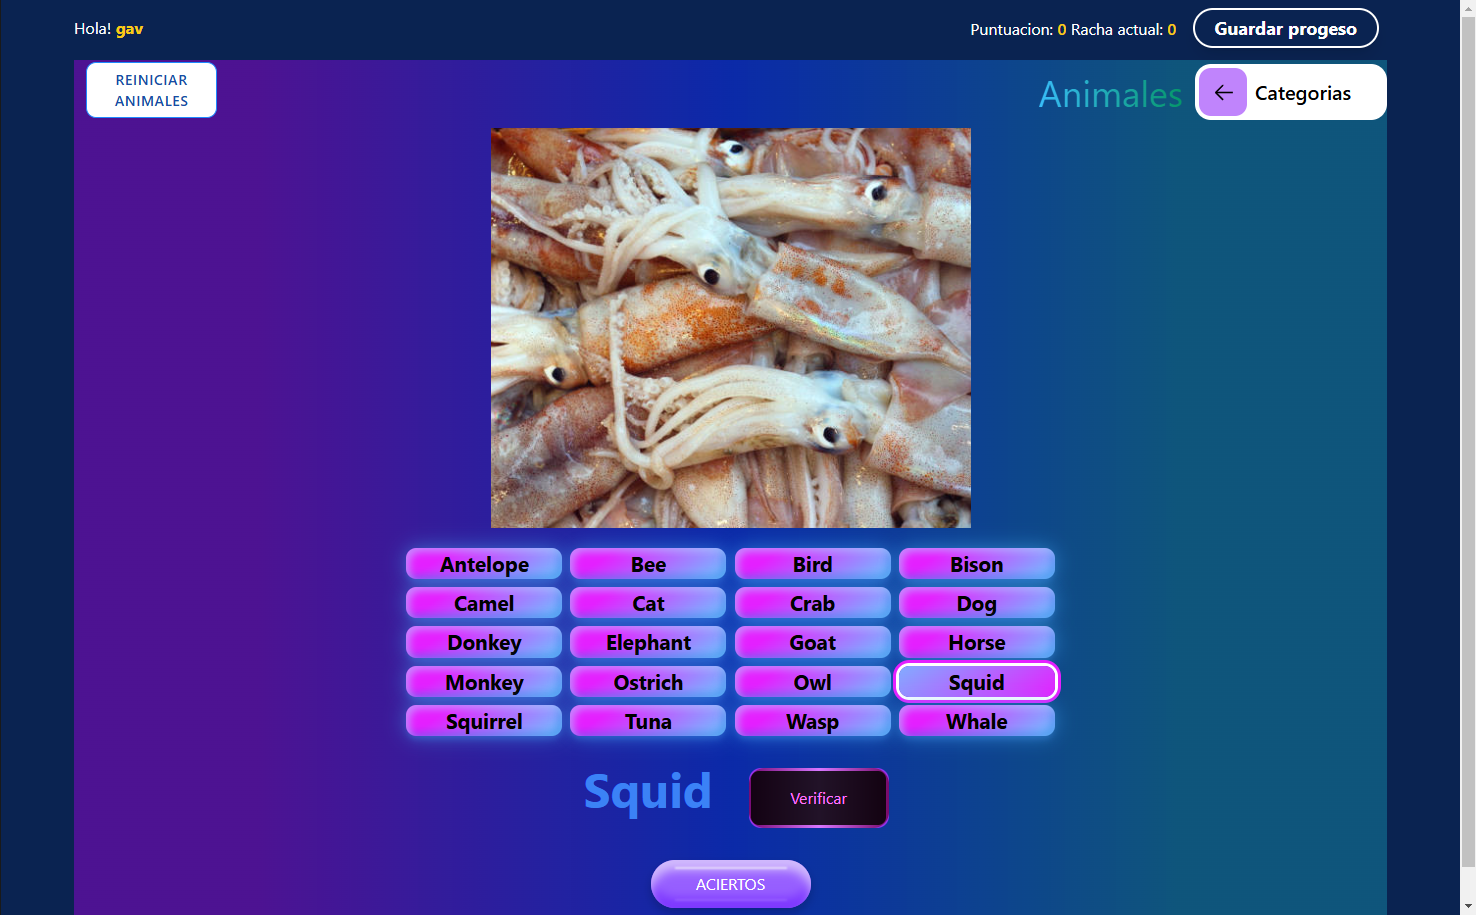 Hola! gav
Puntuacion: 0 Racha actual: 0
Guardar progeso
REINICIAR
ANIMALES
Animales
Categorias
Antelope Bee Bird Bison
Camel Cat Crab Dog
Donkey Elephant Goat Horse
Monkey Ostrich Owl Squid
Squirrel Tuna Wasp Whale
Squid
Verificar
ACIERTOS